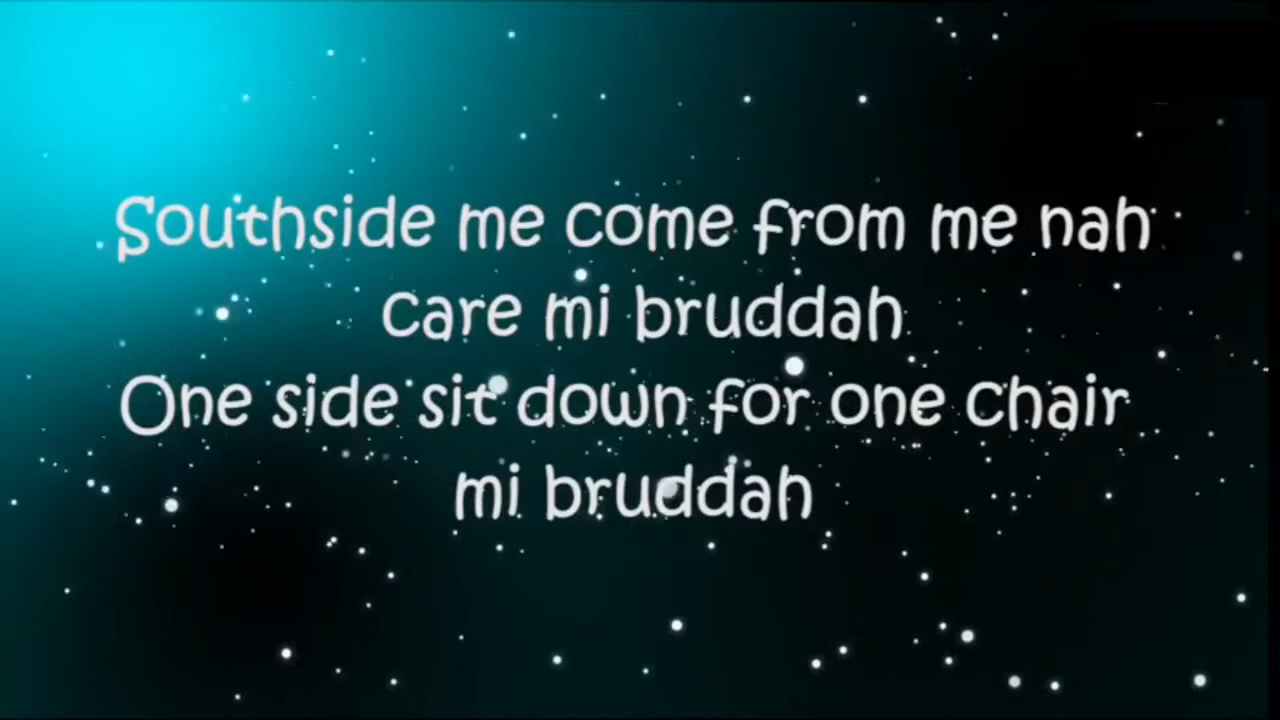 Southside me come from me nah
care mi bruddah
One side sit down for one chair
mi bruddah